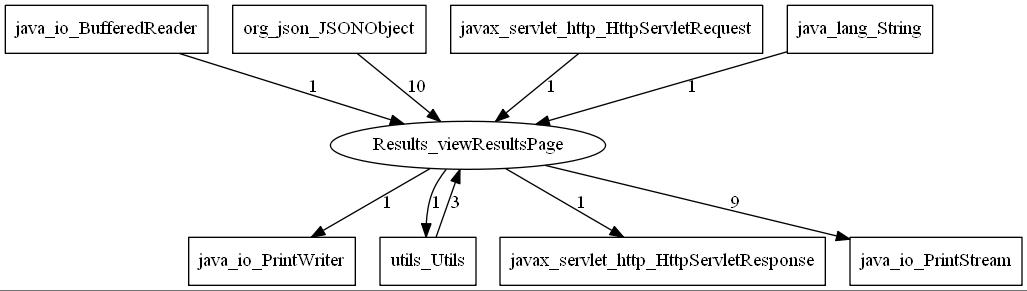 java_io_BufferedReader
org_json_JSONObject
javax_servlet_http_HttpServletRequest
java_lang_String
1
10
1
1
Results_viewResultsPage
1
1
3
1
9
java_io_PrintWriter
utils_Utils
javax_servlet_http_HttpServletResponse
java_io_PrintStream